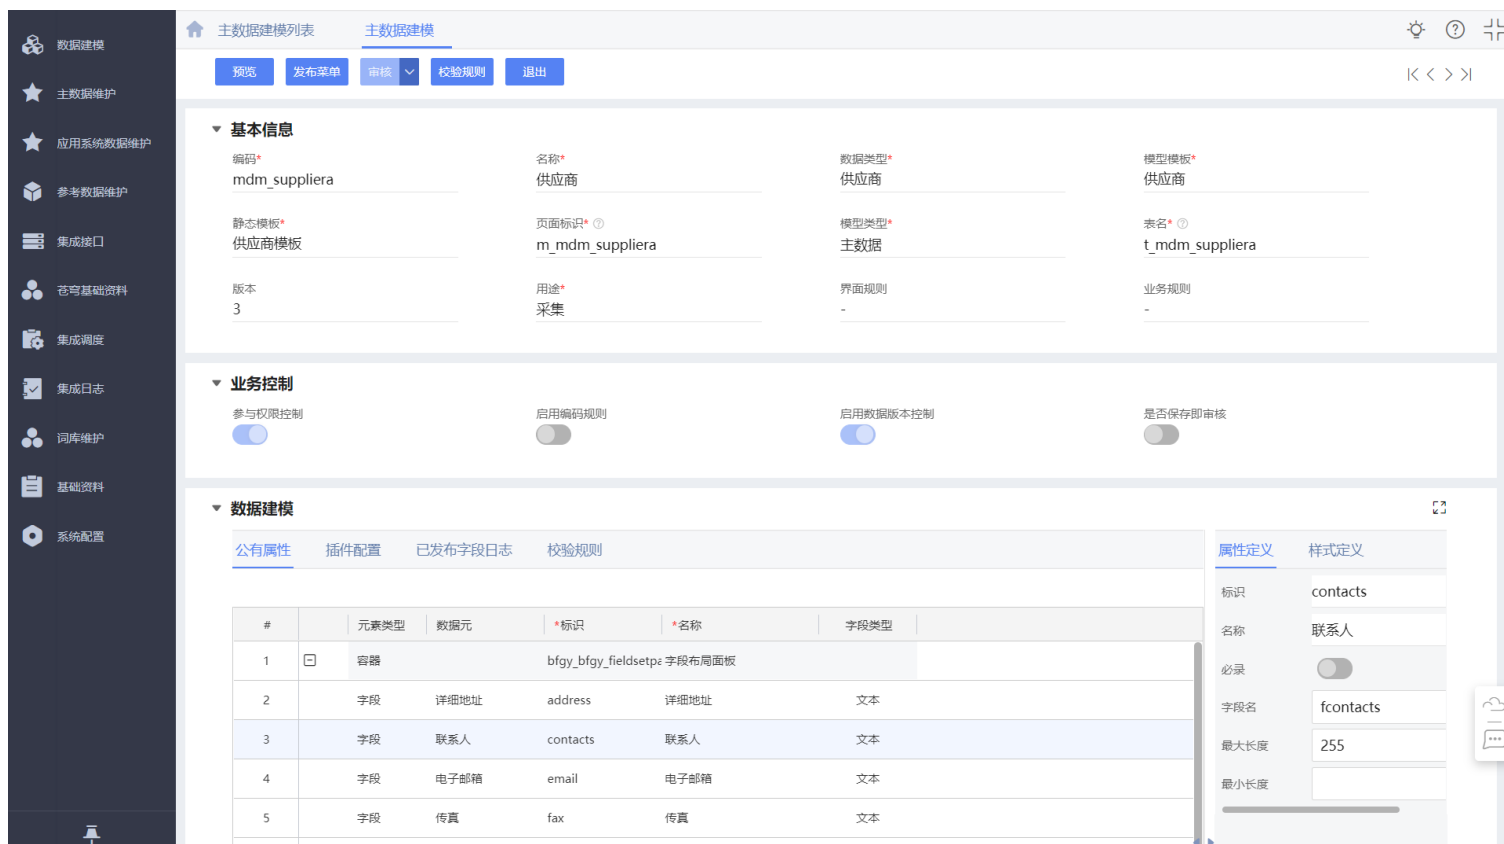 主数据建模列表 主数据建模
数据建模
主数据维护
应用系统数据维护
参考数据维护
集成接口
苍穹基础资料
集成调度
集成日志
词库维护
基础资料
系统配置
预览 发布菜单 审核 校验规则 退出
基本信息
编码* 名称* 数据类型* 模型模板*
mdm_suppliera 供应商 供应商 供应商
静态模板* 页面标识* 模型类型* 表名*
供应商模板 m_mdm_suppliera 主数据 t_mdm_suppliera
版本 用途* 界面规则 业务规则
3 采集 - -
业务控制
参与权限控制 启用编码规则 启用数据版本控制 是否保存即审核
数据建模
公有属性 插件配置 已发布字段日志 校验规则
# 元素类型 数据元 *标识 *名称 字段类型
1 容器 bfgy_bfgy_fieldsetpa 字段布局面板
2 字段 详细地址 address 详细地址 文本
3 字段 联系人 contacts 联系人 文本
4 字段 电子邮箱 email 电子邮箱 文本
5 字段 传真 fax 传真 文本
属性定义 样式定义
标识 contacts
名称 联系人
必录
字段名 fcontacts
最大长度 255
最小长度